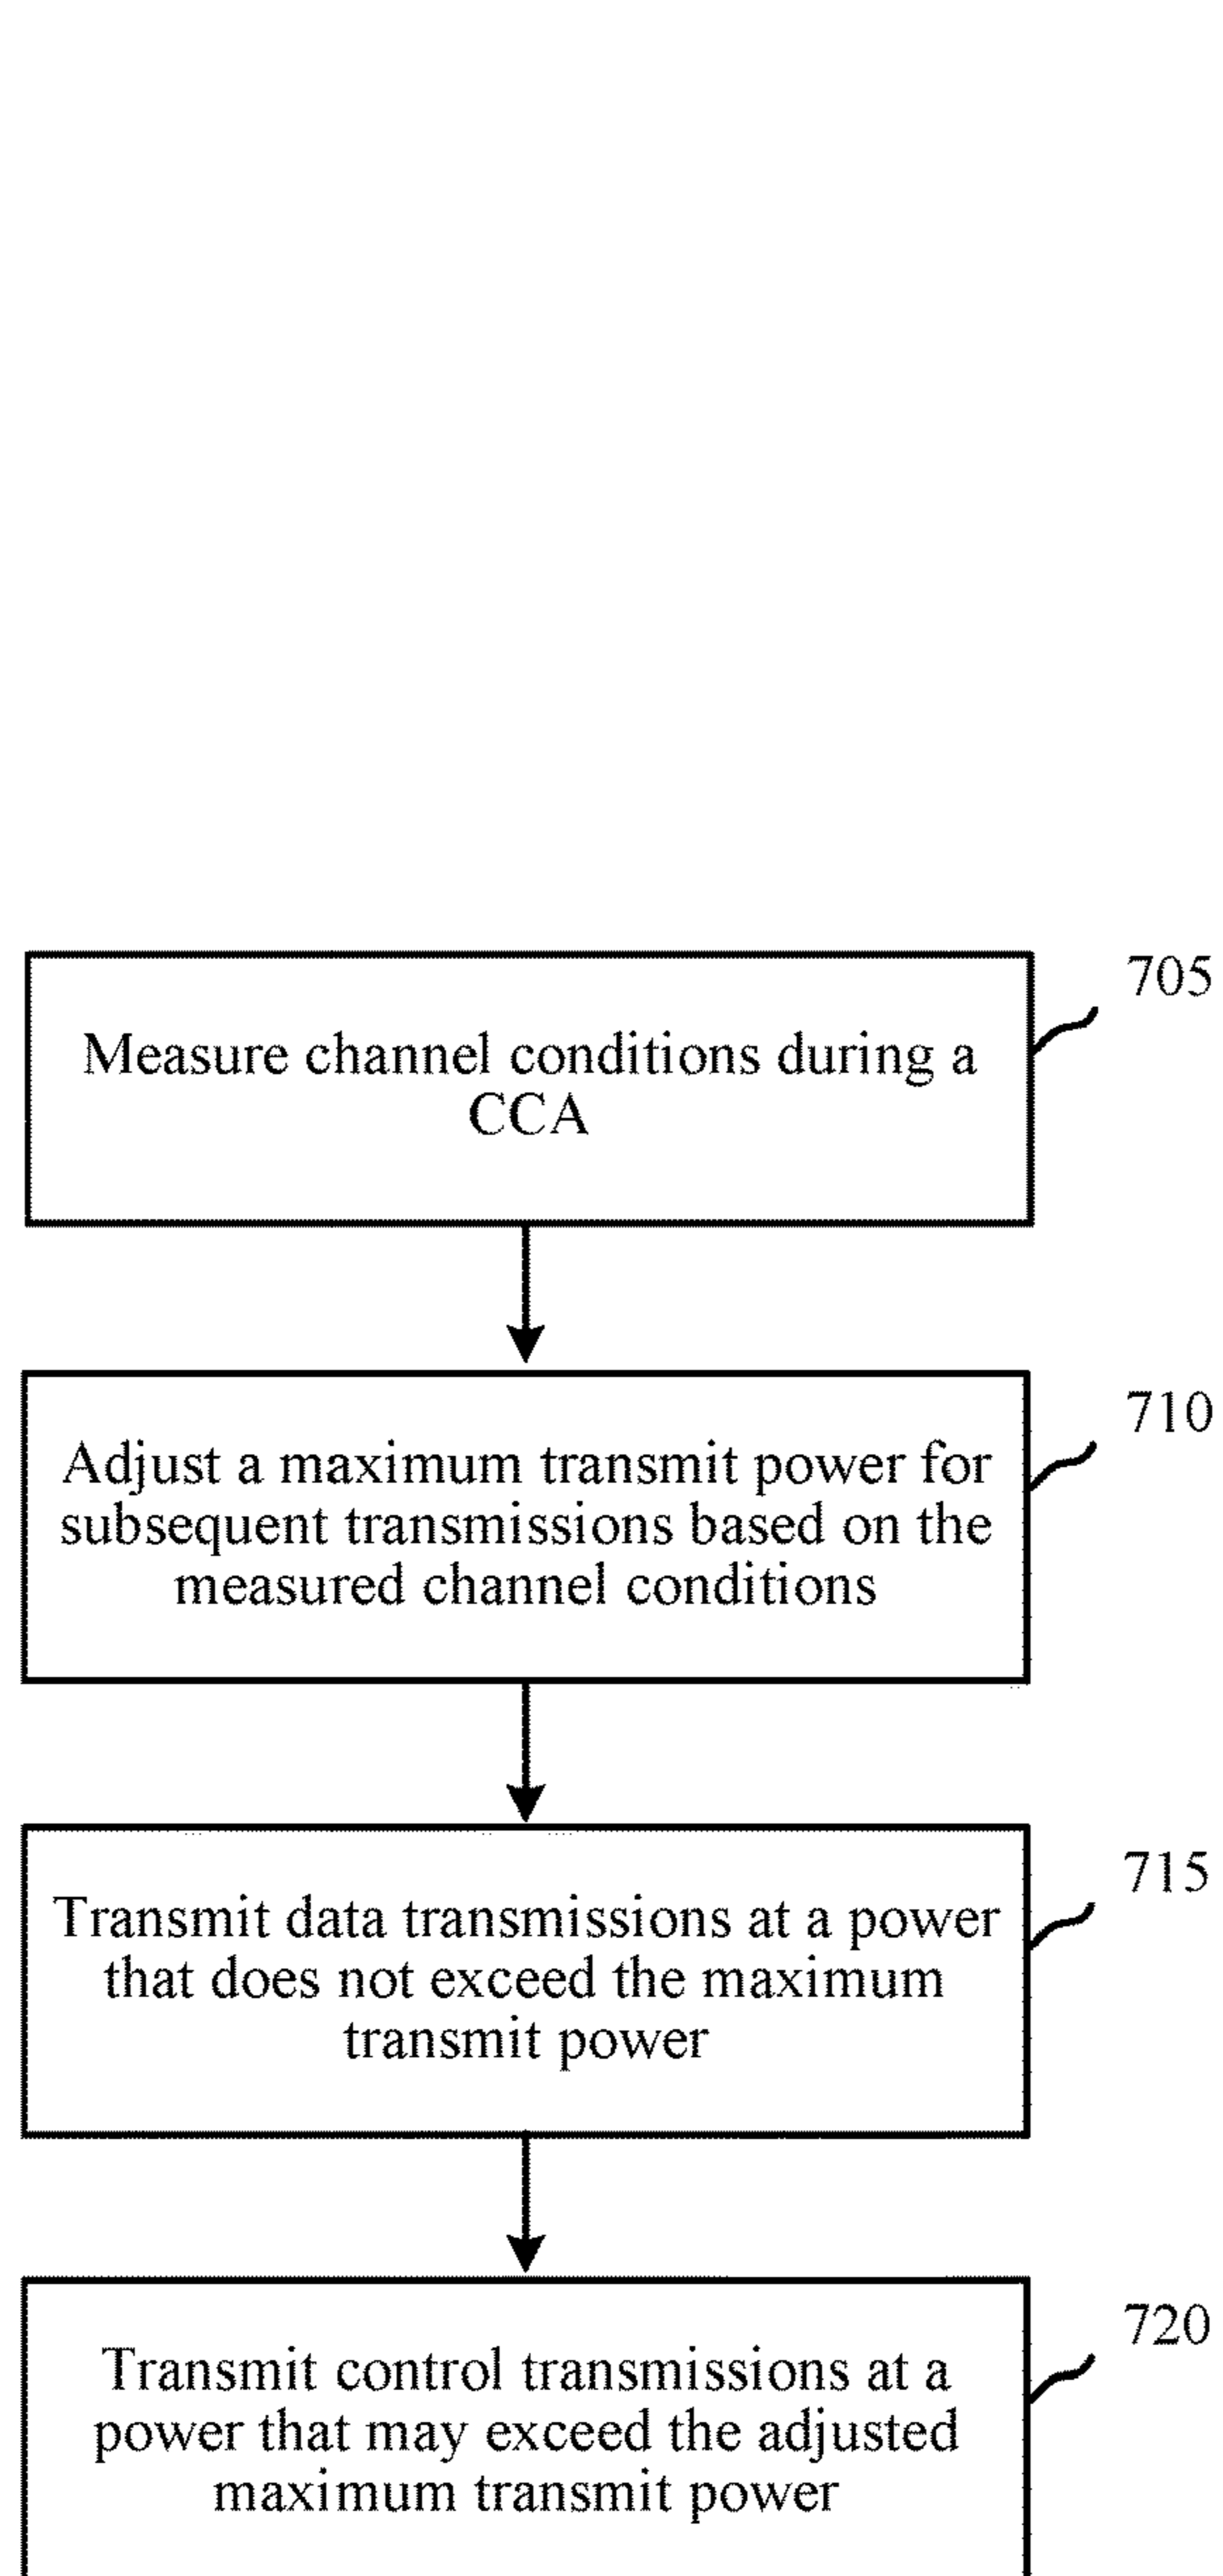 705
Measure channel conditions during a
CCA
710
Adjust a maximum transmit power for
subsequent transmissions based on the
measured channel conditions
715
Transmit data transmissions at a power
that does not exceed the maximum
transmit power
720
Transmit control transmissions at a
power that may exceed the adjusted
maximum transmit power